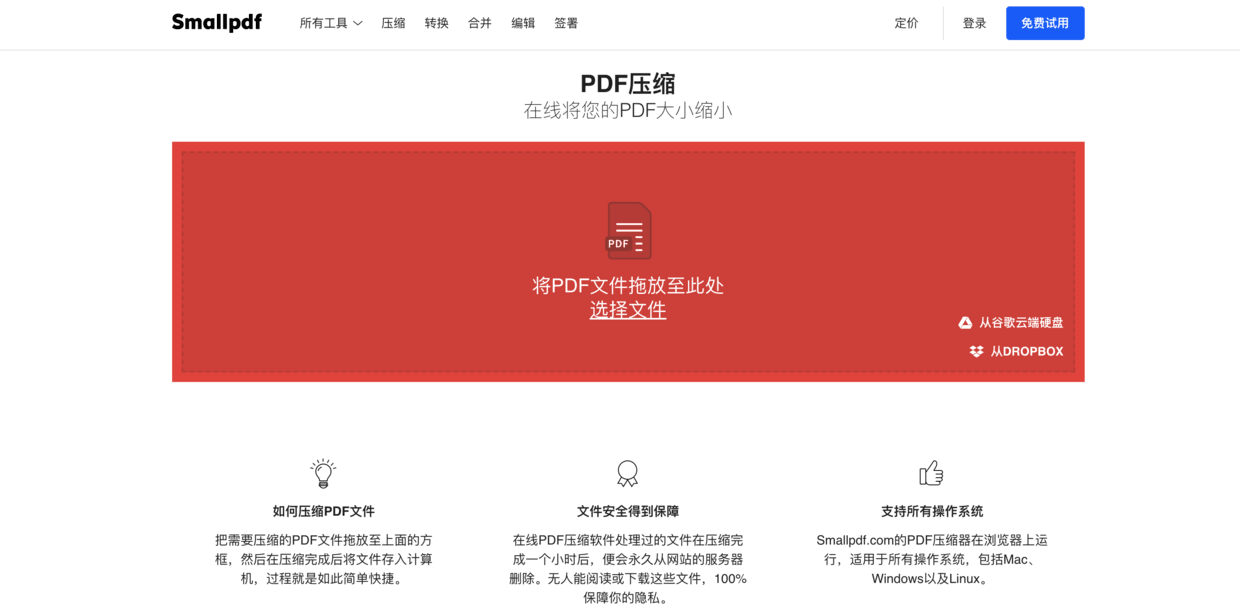 Smallpdf 所有工具 压缩 转换 合并 编辑 签署 定价 登录 免费试用
PDF压缩
在线将您的PDF大小缩小
PDF
将PDF文件拖放至此处
选择文件
从谷歌云端硬盘
从DROPBOX
如何压缩PDF文件
把需要压缩的PDF文件拖放至上面的方
框，然后在压缩完成后将文件存入计算
机，过程就是如此简单快捷。
文件安全得到保障
在线PDF压缩软件处理过的文件在压缩完
成一个小时后，便会永久从网站的服务器
删除。无人能阅读或下载这些文件，100%
保障你的隐私。
支持所有操作系统
Smallpdf.com的PDF压缩器在浏览器上运
行，适用于所有操作系统，包括Mac、
Windows以及Linux。